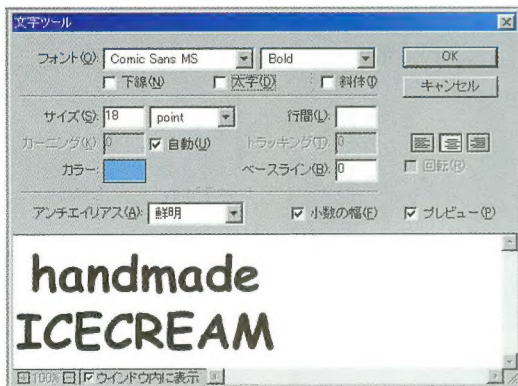 文字ツール
フォント(O): Comic Sans MS Bold OK
下線(N) 太字(D) 斜体(I) キャンセル
サイズ(S): 18 point 行間(L):
カーニング(K) 0 自動(U) トラッキング(T): 0
カラー: ベースライン(B): 0 回転(R)
アンチエイリアス(A): 鮮明 小数の幅(F) プレビュー(P)
handmade
ICECREAM
100% ウインドウ内に表示